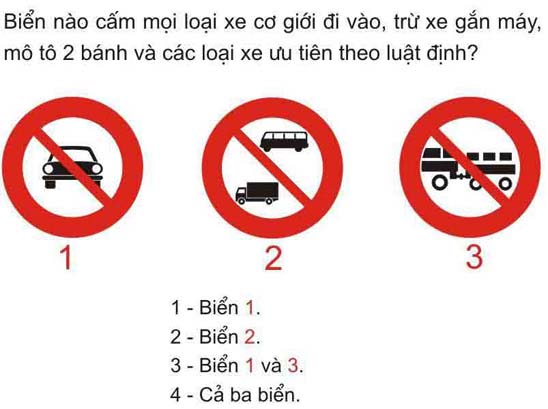 Biển nào cấm mọi loại xe cơ giới đi vào, trừ xe gắn máy,
mô tô 2 bánh và các loại xe ưu tiên theo luật định?
1 2 3
1 - Biển 1.
2 - Biển 2.
3 - Biển 1 và 3.
4 - Cả ba biển.